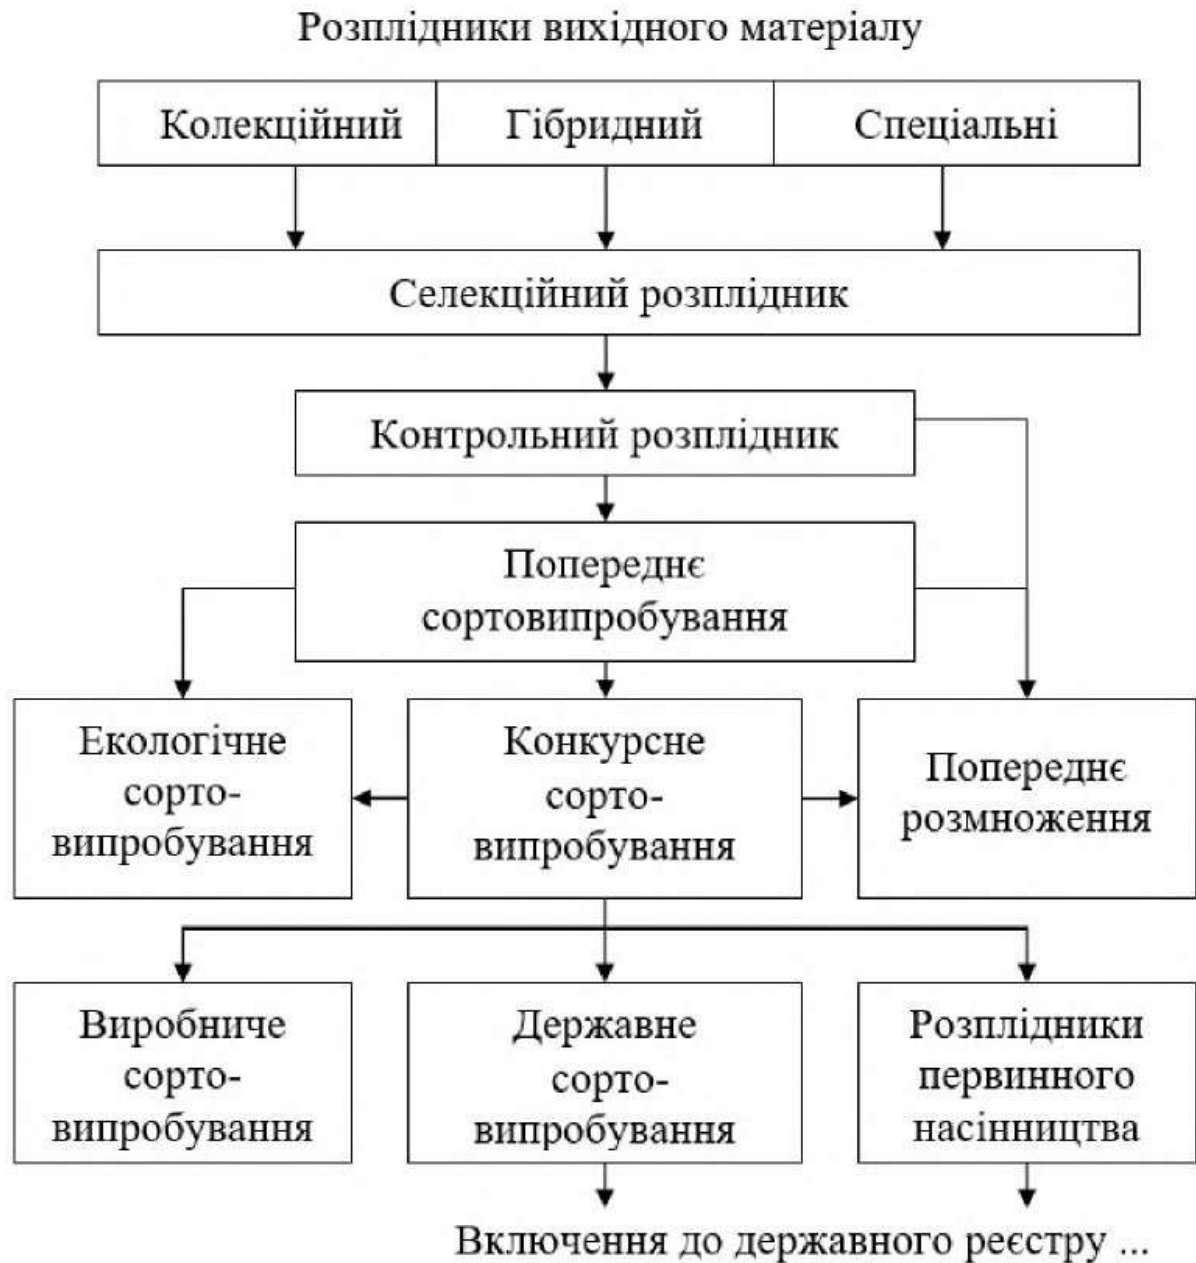 Розплідники вихідного матеріалу
Колекційний
Гібридний
Спеціальні
Селекційний розплідник
Контрольний розплідник
Попереднє
сортовипробування
Екологічне
сорто-
випробування
Конкурсне
сорто-
випробування
Попереднє
розмноження
Виробниче
сорто-
випробування
Державне
сорто-
випробування
Розплідники
первинного
насінництва
Включення до державного реєстру ...